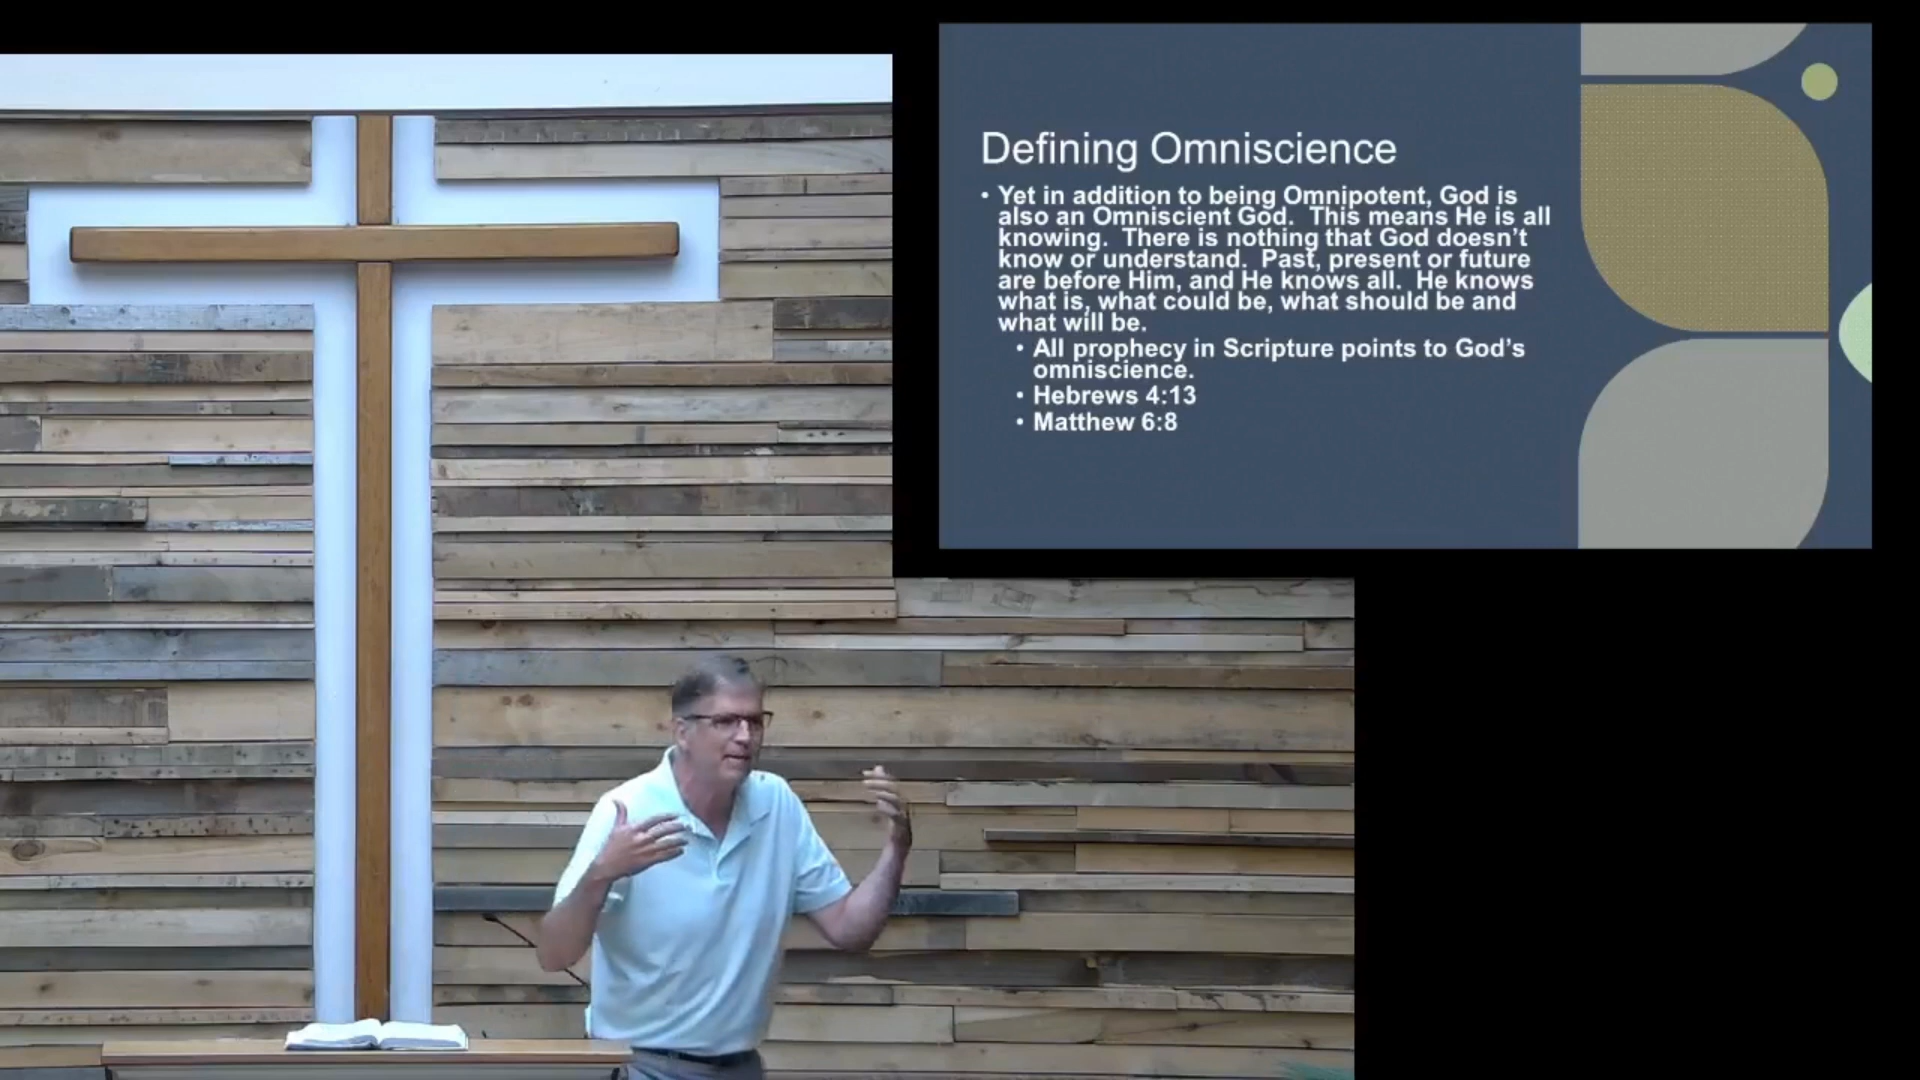 Defining Omniscience
• Yet in addition to being Omnipotent, God is
also an Omniscient God.  This means He is all
knowing.  There is nothing that God doesn’t
know or understand.  Past, present or future
are before Him, and He knows all.  He knows
what is, what could be, what should be and
what will be.
• All prophecy in Scripture points to God’s
omniscience.
• Hebrews 4:13
• Matthew 6:8